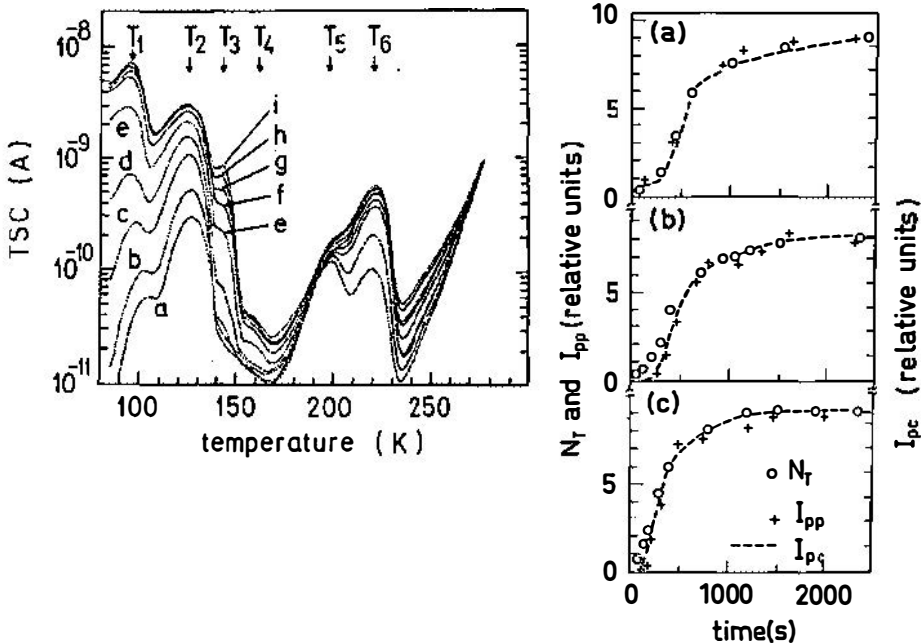 T1 T2 T3 T4 T5 T6
10^-8
10^-9
10^-10
10^-11
TSC (A)
e
d
c
b
a
i
h
g
f
e
100 150 200 250
temperature (K)
(a)
10
5
0
(b)
5
0
(c)
5
0
N_T and I_pp (relative units)
I_pc (relative units)
N_T
I_pp
I_pc
0 1000 2000
time(s)